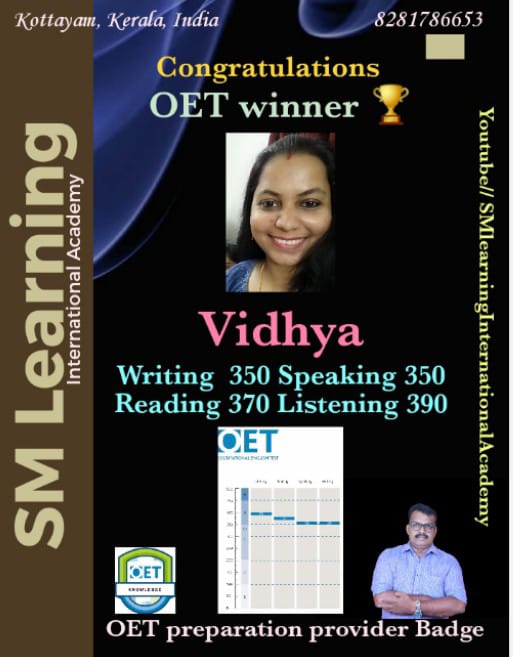 Kottayam, Kerala, India
8281786653
Congratulations
OET winner 🏆
SM Learning
International Academy
Youtube// SMlearningInternationalAcademy
Vidhya
Writing 350 Speaking 350
Reading 370 Listening 390
OET
OET
KNOWLEDGE
OET preparation provider Badge